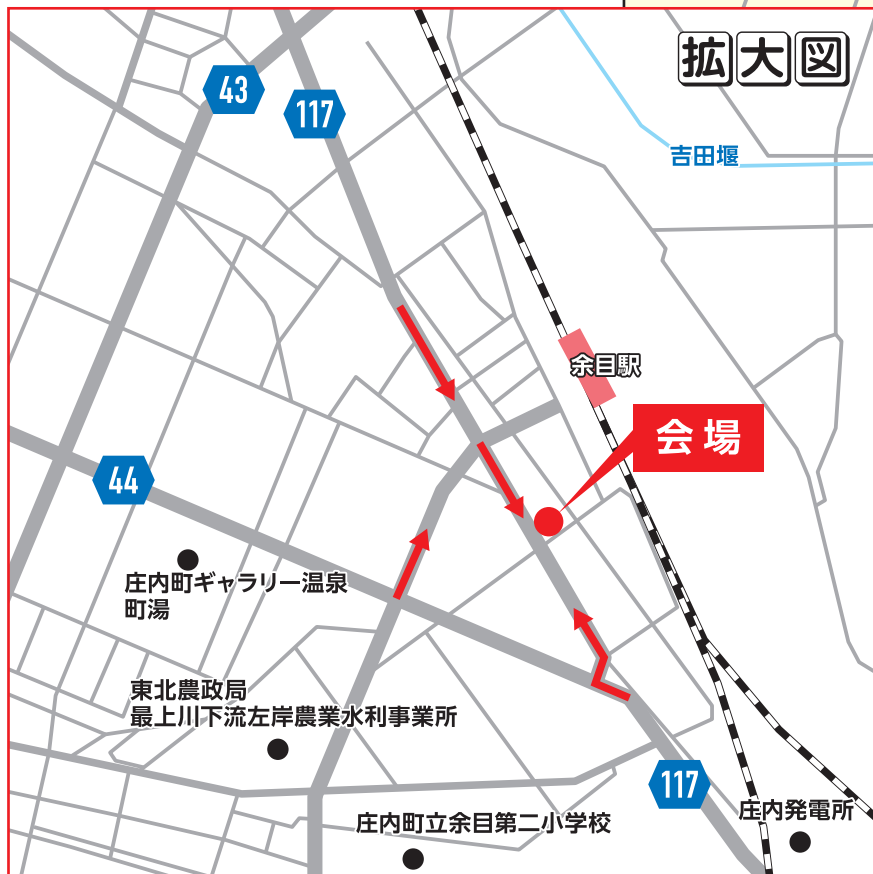 拡大図
43
117
吉田堰
余目駅
会場
44
庄内町ギャラリー温泉
町湯
東北農政局
最上川下流左岸農業水利事業所
117
庄内発電所
庄内町立余目第二小学校